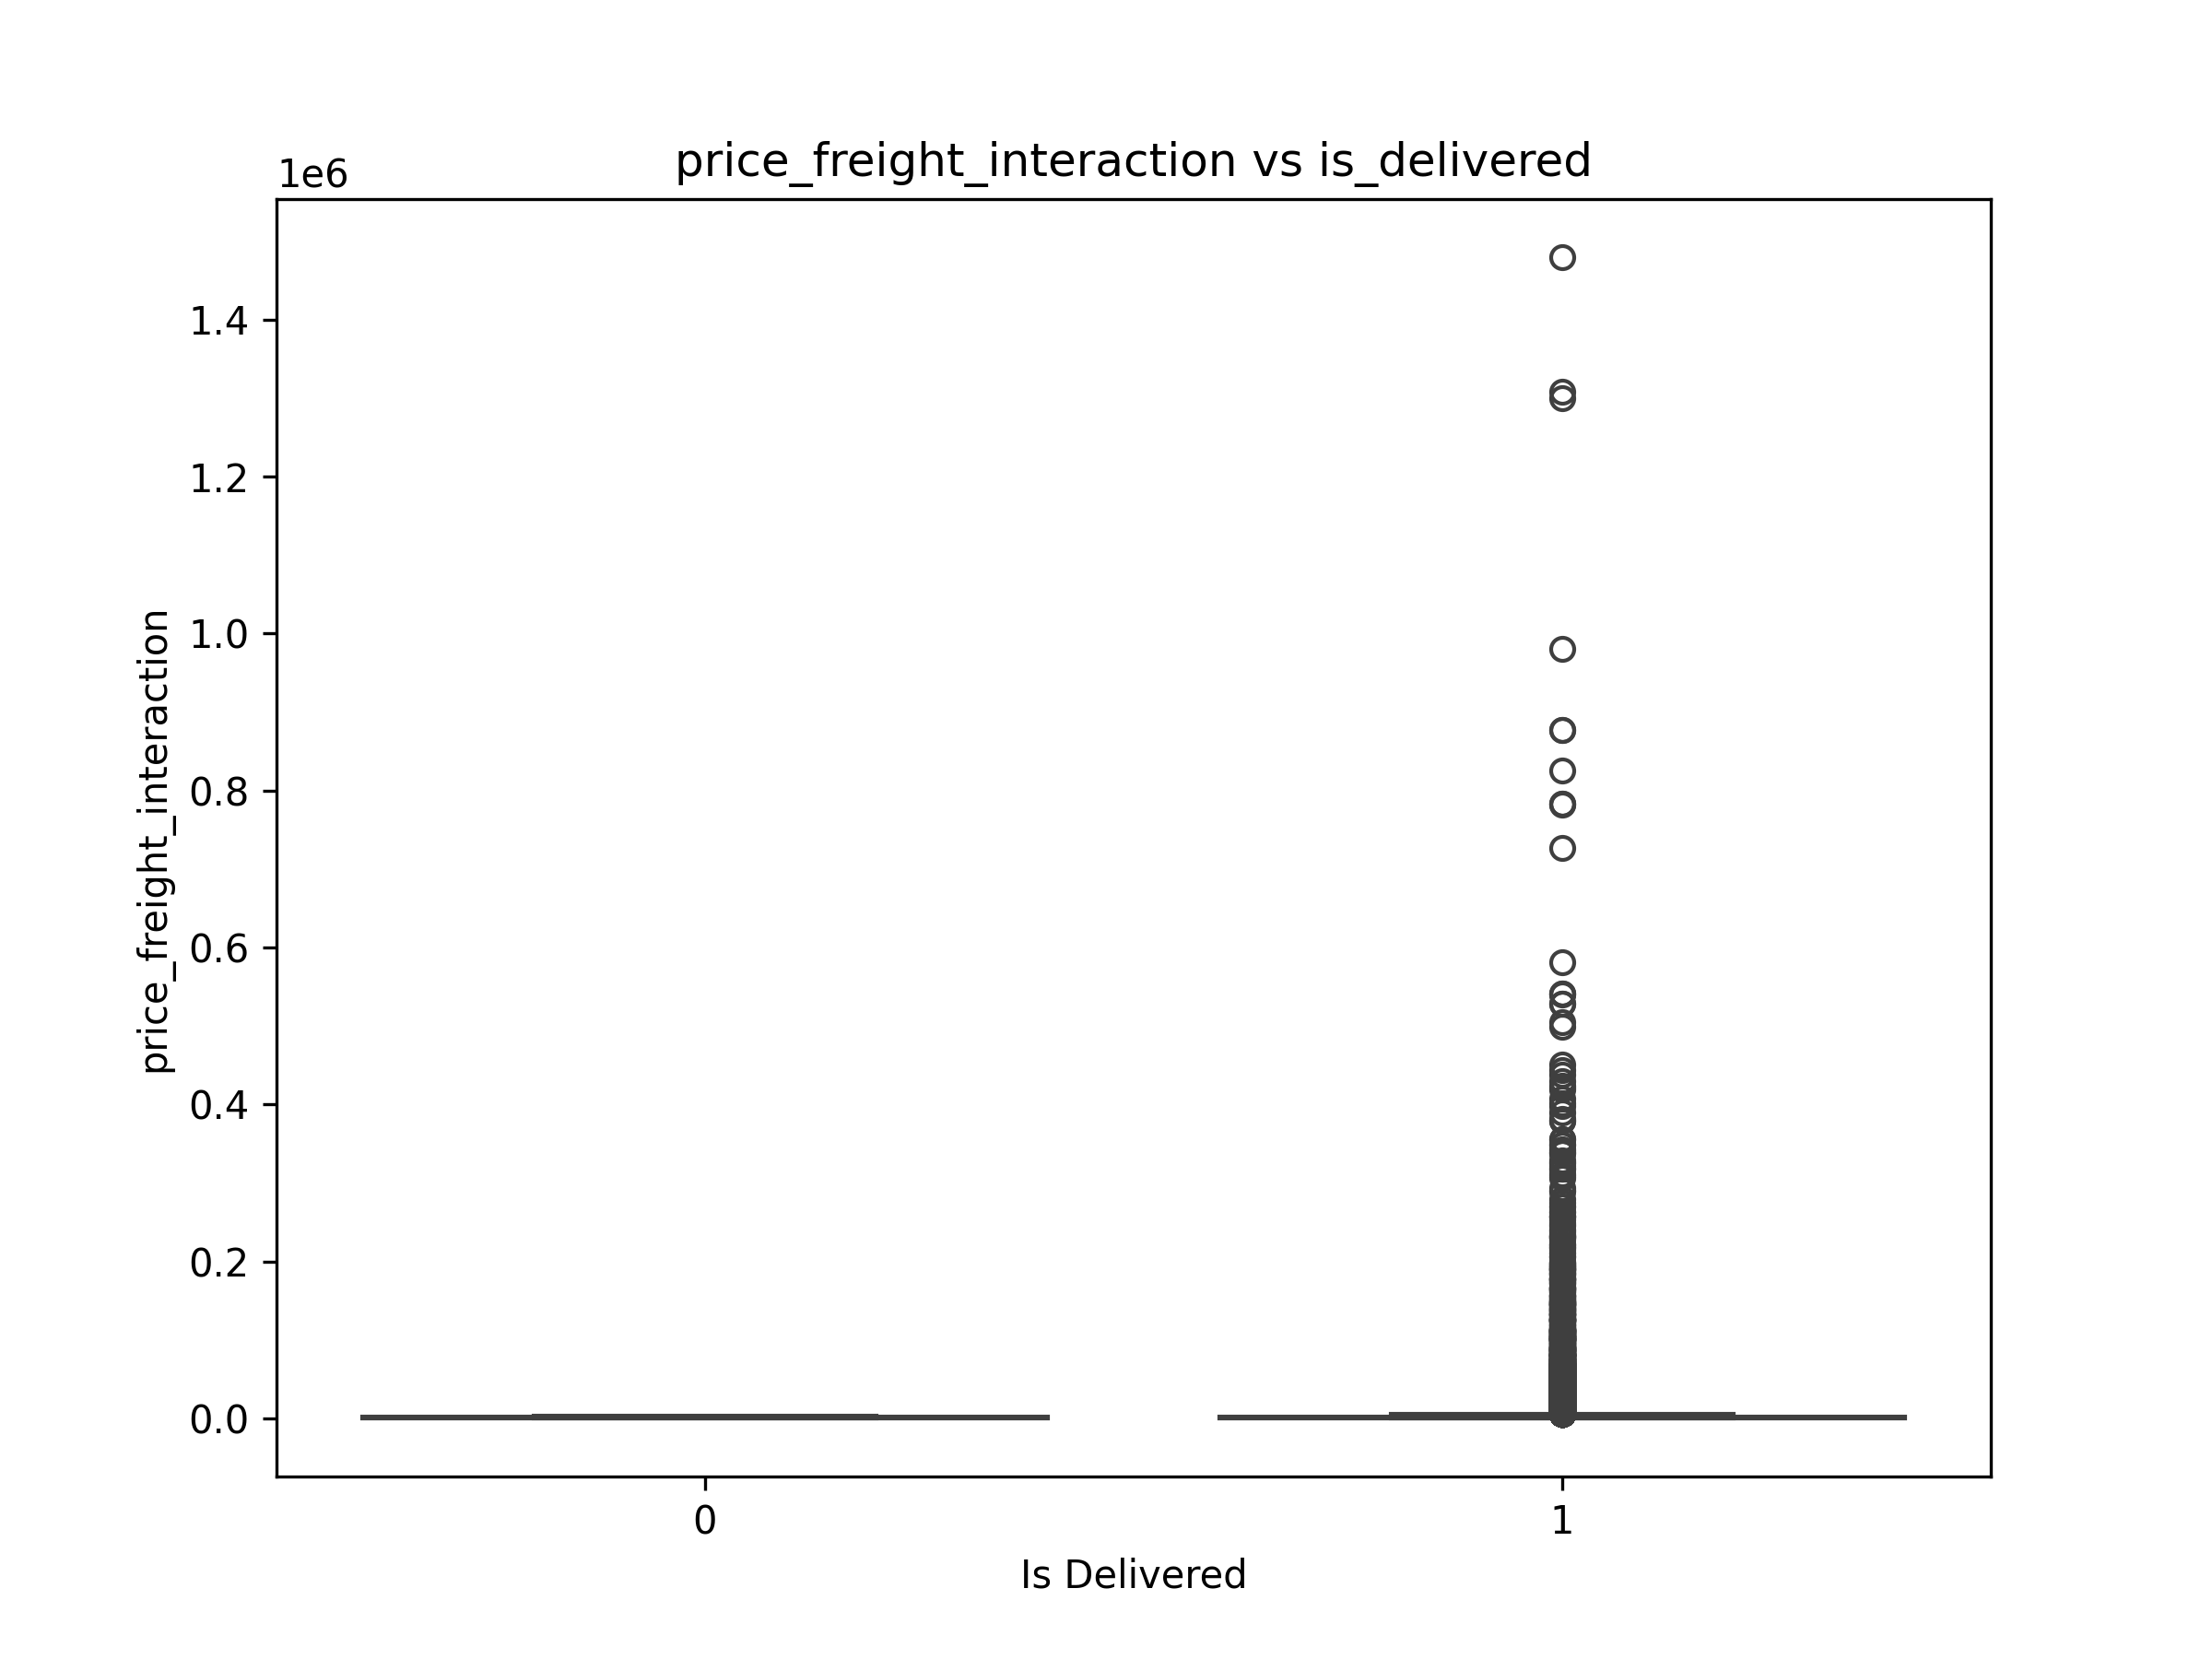 price_freight_interaction vs is_delivered
1e6
1.4
1.2
1.0
0.8
0.6
0.4
0.2
0.0
price_freight_interaction
0 1
Is Delivered